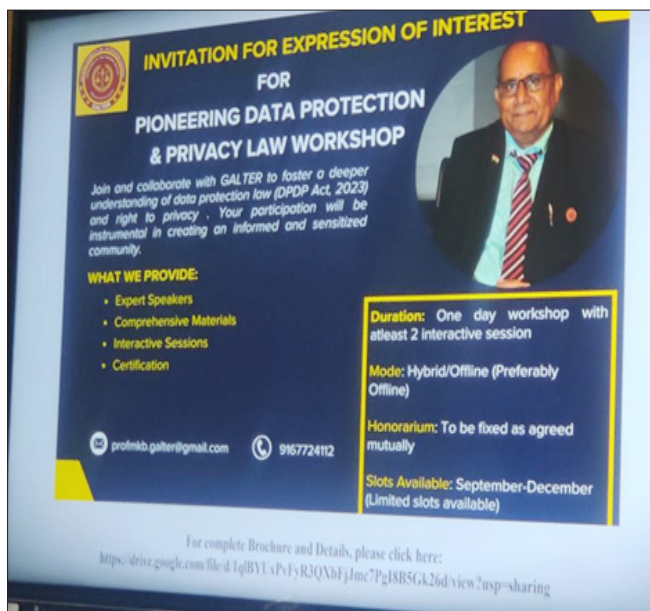 INVITATION FOR EXPRESSION OF INTEREST
FOR
PIONEERING DATA PROTECTION
& PRIVACY LAW WORKSHOP
Join and collaborate with GALTER to foster a deeper
understanding of data protection law (DPDP Act, 2023)
and right to privacy . Your participation will be
instrumental in creating an informed and sensitized
community.
WHAT WE PROVIDE:
• Expert Speakers
• Comprehensive Materials
• Interactive Sessions
• Certification
profmkb.galter@gmail.com
9167724112
Duration: One day workshop with
atleast 2 interactive session
Mode: Hybrid/Offline (Preferably
Offline)
Honorarium: To be fixed as agreed
mutually
Slots Available: September-December
(Limited slots available)
For complete Brochure and Details, please click here: